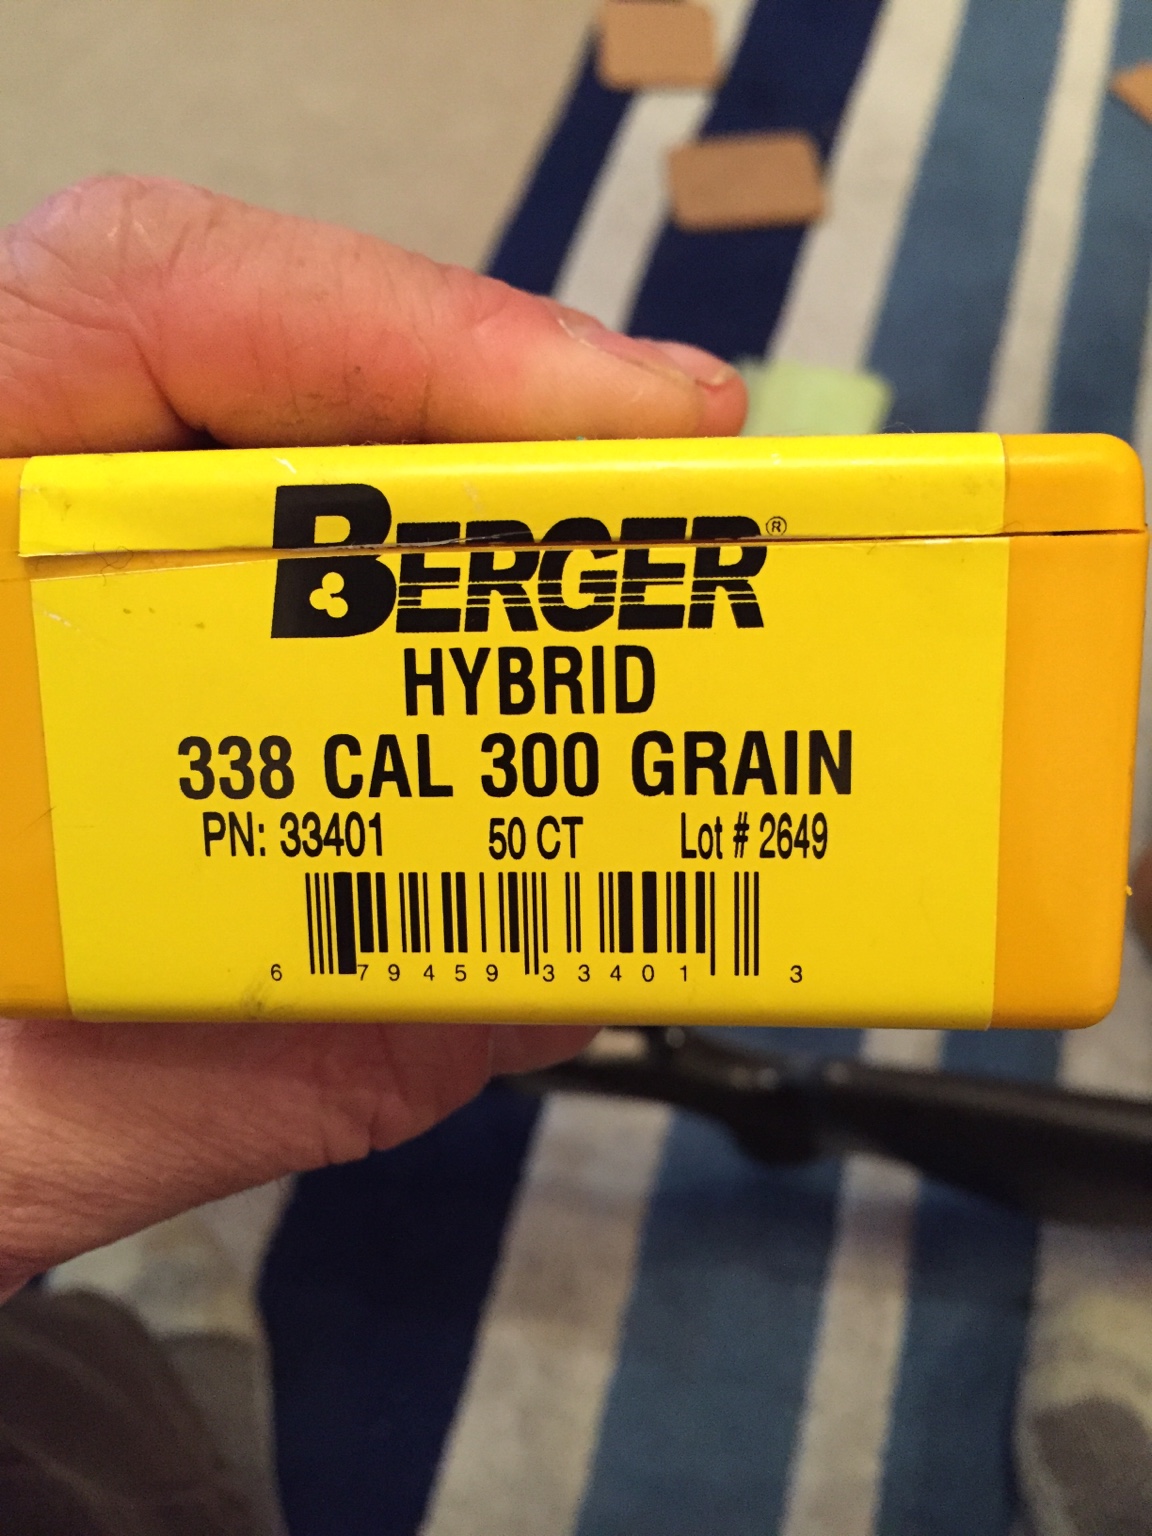 BERGER®
HYBRID
338 CAL 300 GRAIN
PN: 33401 50 CT Lot # 2649
6 79459 33401 3